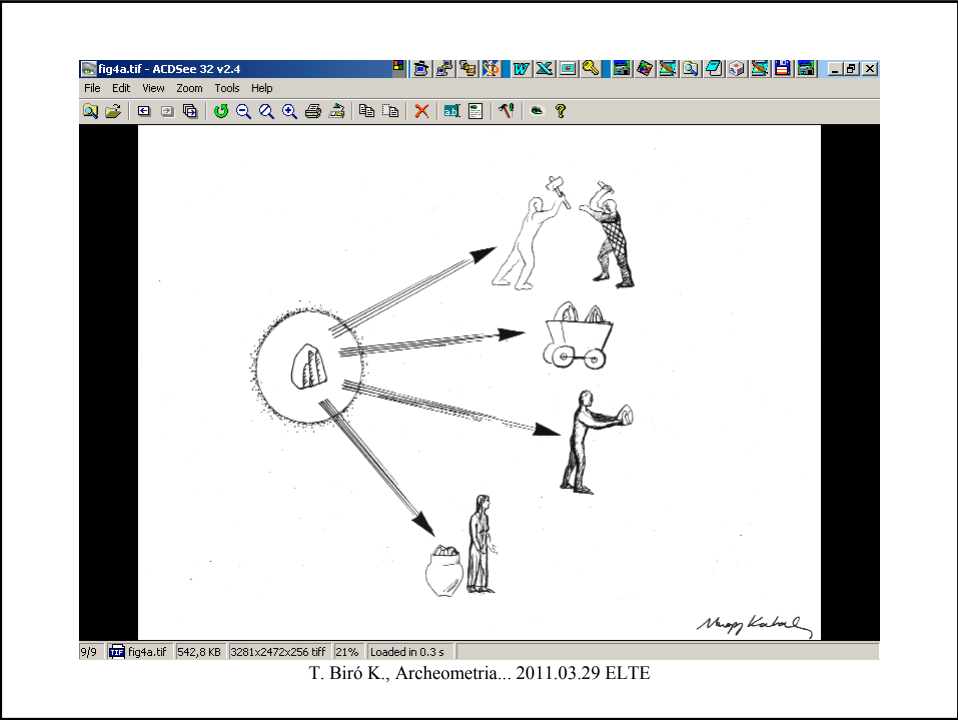 fig4a.tif - ACDSee 32 v2.4
File Edit View Zoom Tools Help
9/9 TIF fig4a.tif 542,8 KB 3281x2472x256 tiff 21% Loaded in 0.3 s
T. Biró K., Archeometria... 2011.03.29 ELTE